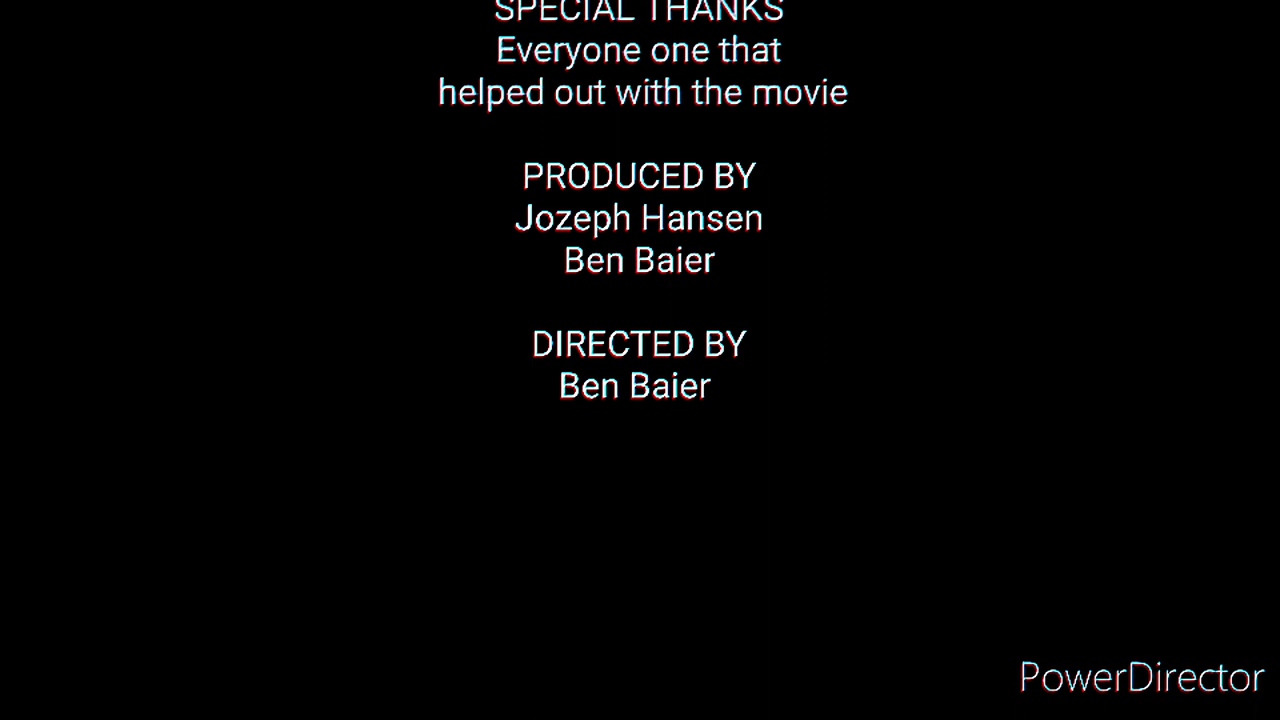 SPECIAL THANKS
Everyone one that
helped out with the movie
PRODUCED BY
Jozeph Hansen
Ben Baier
DIRECTED BY
Ben Baier
PowerDirector